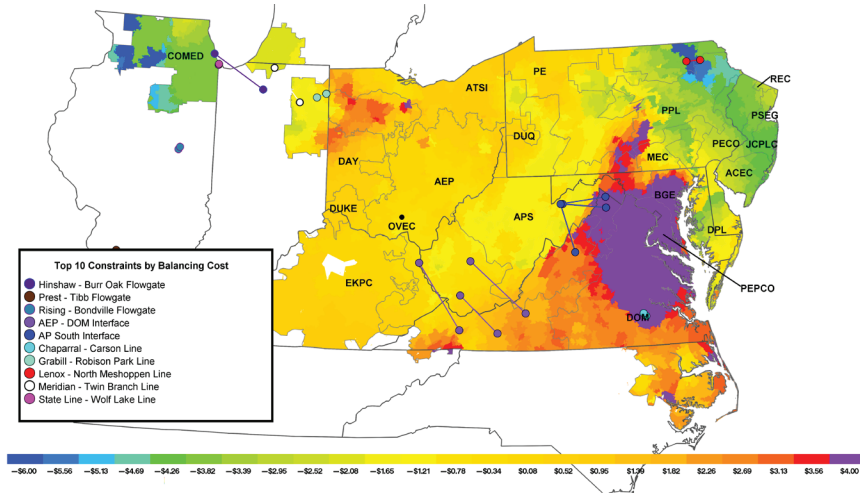 COMED
PE
ATSI
REC
PPL
PSEG
DUQ
PECO
JCPLC
MEC
DAY
ACEC
AEP
BGE
DUKE
APS
DPL
OVEC
EKPC
PEPCO
DOM
Top 10 Constraints by Balancing Cost
Hinshaw - Burr Oak Flowgate
Prest - Tibb Flowgate
Rising - Bondville Flowgate
AEP - DOM Interface
AP South Interface
Chaparral - Carson Line
Grabill - Robison Park Line
Lenox - North Meshoppen Line
Meridian - Twin Branch Line
State Line - Wolf Lake Line
–$6.00 –$5.56 –$5.13 –$4.69 –$4.26 –$3.82 –$3.39 –$2.95 –$2.52 –$2.08 –$1.65 –$1.21 –$0.78 –$0.34 $0.08 $0.52 $0.95 $1.39 $1.82 $2.26 $2.69 $3.13 $3.56 $4.00